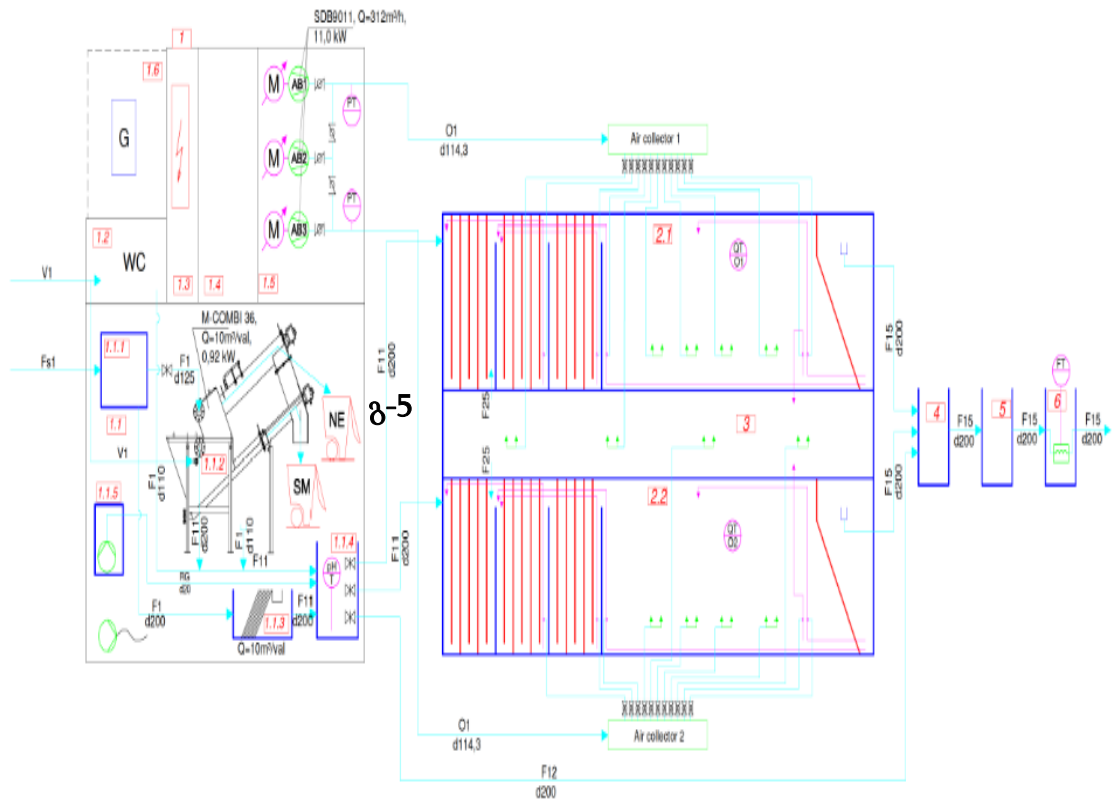 SDB9011, Q=312m³/h,
11,0 kW
1
1.6
G
M
AB1
PT
M
AB2
PT
M
AB3
1.2
WC
1.3
1.4
1.5
V1
O1
d114,3
Air collector 1
2.1
QT
O1
M-COMBI 36,
Q=10m³/val,
0,92 kW
1.1.1
Fs1
F1
d125
1.1
V1
1.1.2
NE
SM
F1
d110
F11
d200
F1
d110
1.1.5
1.1.4
pH
T
F11
RG
d20
F1
d200
F11
d200
1.1.3
Q=10m³/val
F11
d200
მ-5
F11
d200
F25
F25
3
2.2
QT
O2
F15
d200
F15
d200
4
F15
d200
5
F15
d200
FT
6
F15
d200
O1
d114,3
Air collector 2
F12
d200